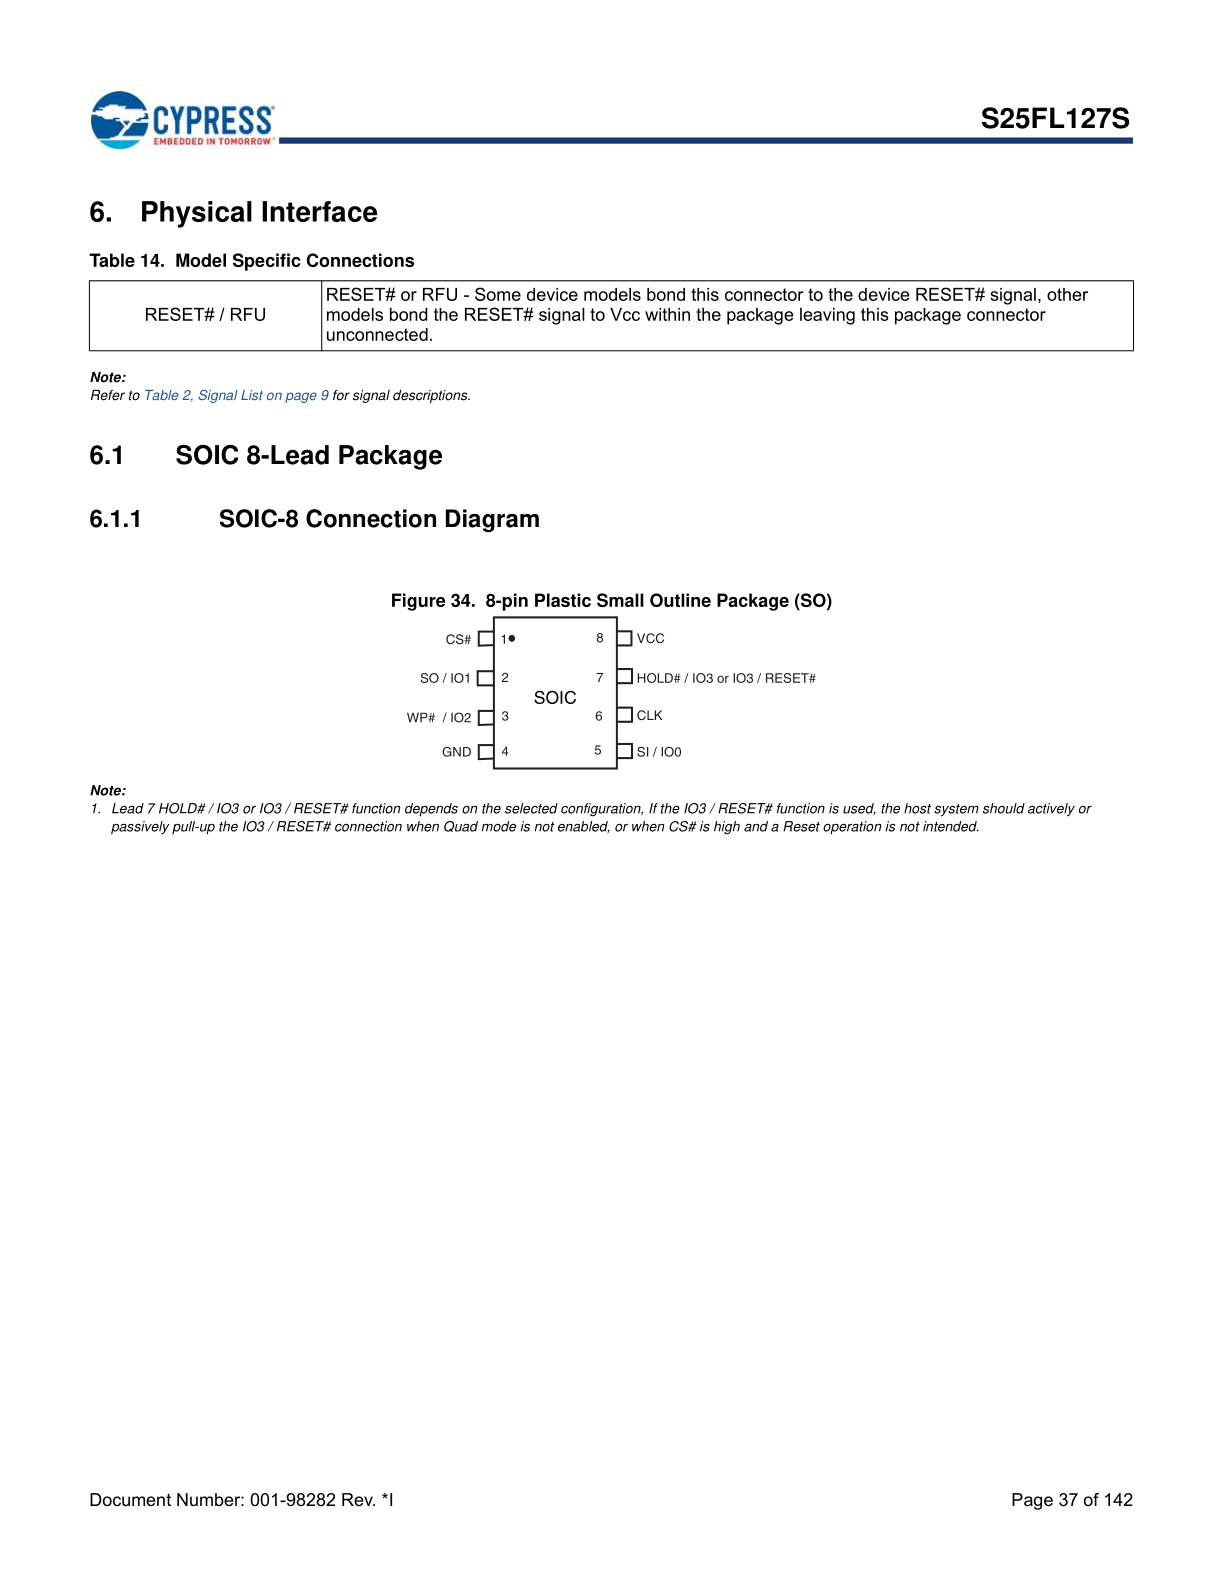 CYPRESS
EMBEDDED IN TOMORROW™
S25FL127S
6. Physical Interface
Table 14. Model Specific Connections
RESET# / RFU
RESET# or RFU - Some device models bond this connector to the device RESET# signal, other
models bond the RESET# signal to Vcc within the package leaving this package connector
unconnected.
Note:
Refer to Table 2, Signal List on page 9 for signal descriptions.
6.1 SOIC 8-Lead Package
6.1.1 SOIC-8 Connection Diagram
Figure 34. 8-pin Plastic Small Outline Package (SO)
CS# 1 8 VCC
SO / IO1 2 7 HOLD# / IO3 or IO3 / RESET#
SOIC
WP# / IO2 3 6 CLK
GND 4 5 SI / IO0
Note:
1. Lead 7 HOLD# / IO3 or IO3 / RESET# function depends on the selected configuration, If the IO3 / RESET# function is used, the host system should actively or
passively pull-up the IO3 / RESET# connection when Quad mode is not enabled, or when CS# is high and a Reset operation is not intended.
Document Number: 001-98282 Rev. *I
Page 37 of 142